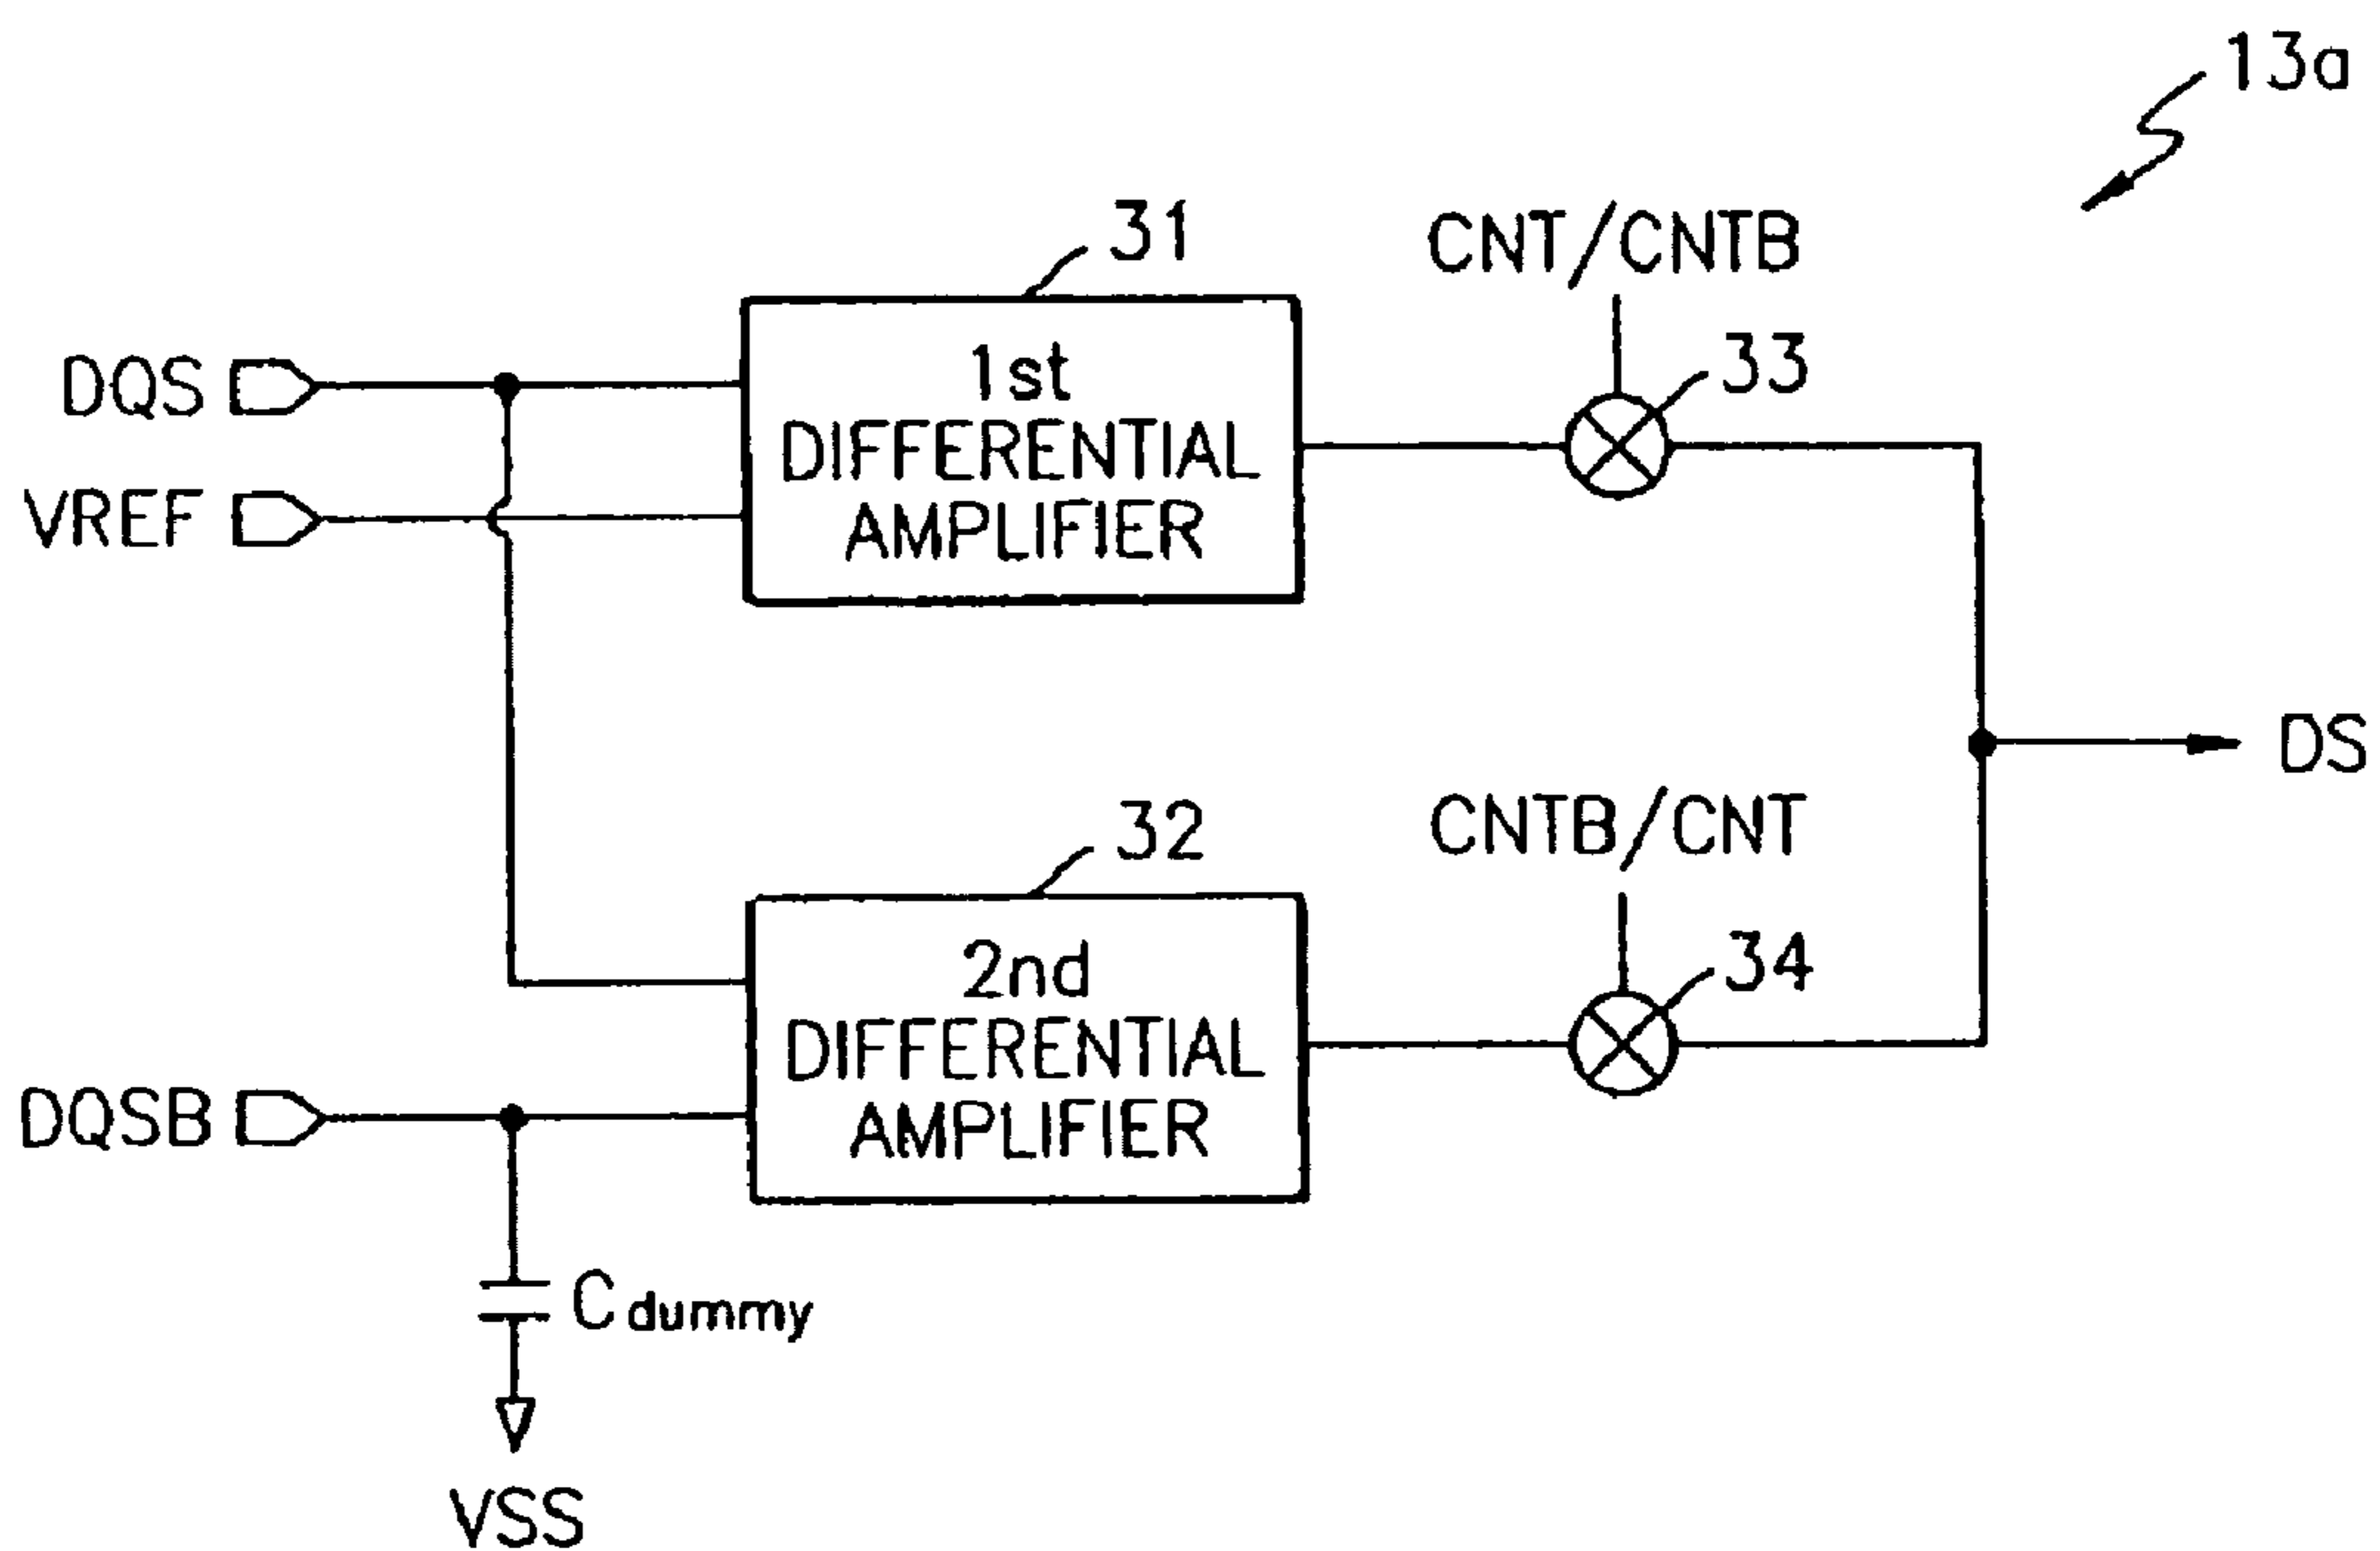 13a
31
CNT/CNTB
33
DQS
1st
DIFFERENTIAL
AMPLIFIER
VREF
DS
32
CNTB/CNT
34
2nd
DIFFERENTIAL
AMPLIFIER
DQSB
Cdummy
VSS